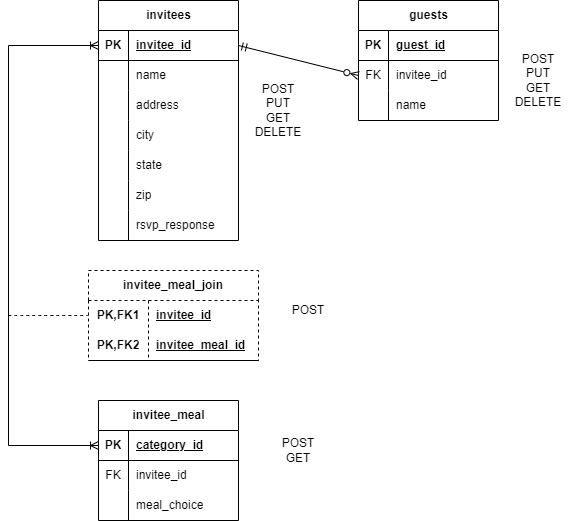 invitees
PK invitee_id
name
address
city
state
zip
rsvp_response
POST
PUT
GET
DELETE
guests
PK guest_id
FK invitee_id
name
POST
PUT
GET
DELETE
invitee_meal_join
PK,FK1 invitee_id
PK,FK2 invitee_meal_id
POST
invitee_meal
PK category_id
FK invitee_id
meal_choice
POST
GET